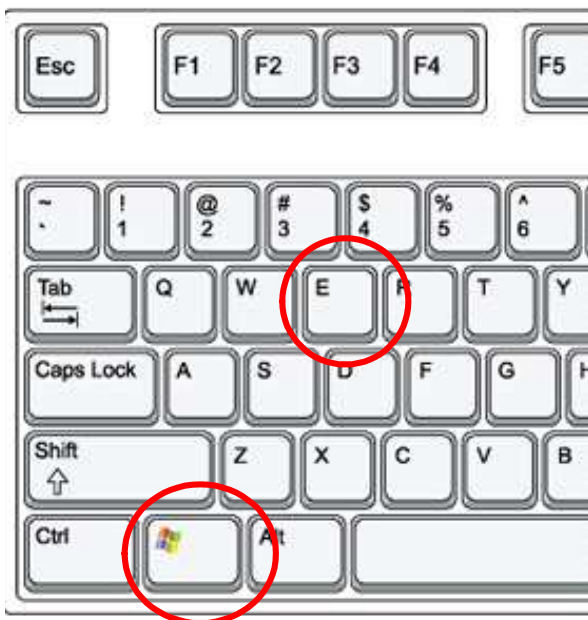 Esc F1 F2 F3 F4 F5
~ ! @ # $ % ^
` 1 2 3 4 5 6
Tab Q W E R T Y
Caps Lock A S D F G H
Shift Z X C V B
Ctrl Alt